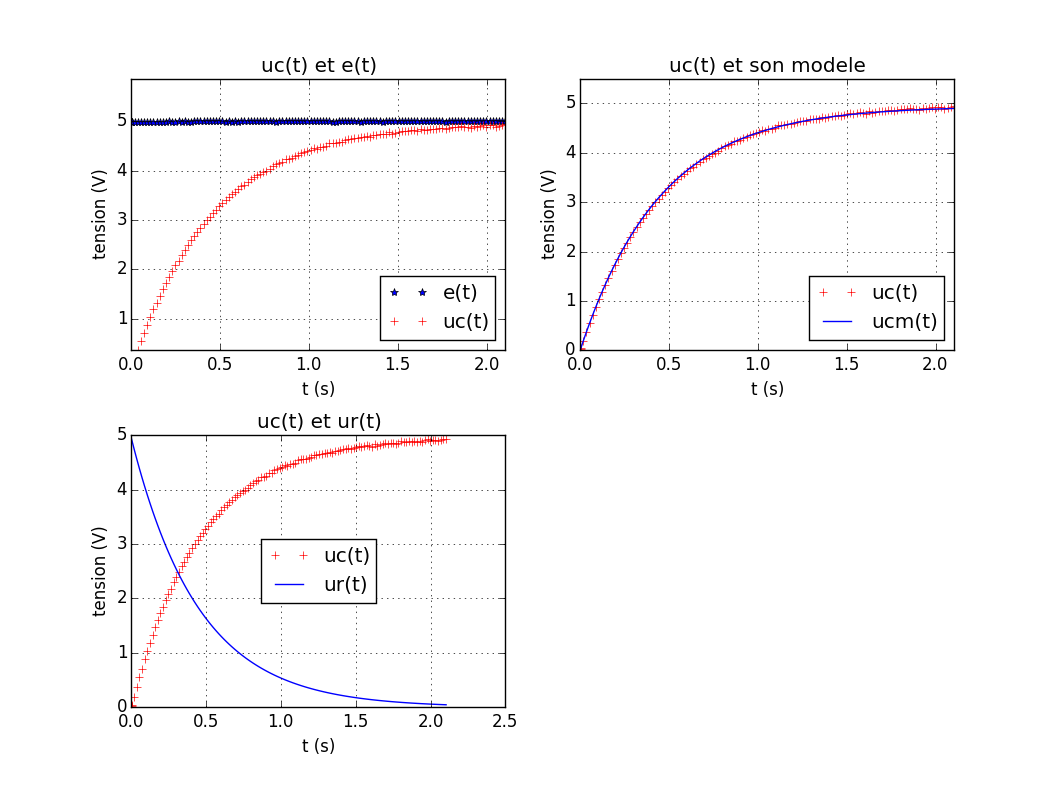 uc(t) et e(t)
tension (V)
5
4
3
2
1
0.0 0.5 1.0 1.5 2.0
t (s)
e(t)
uc(t)
uc(t) et son modele
tension (V)
5
4
3
2
1
0
0.0 0.5 1.0 1.5 2.0
t (s)
uc(t)
ucm(t)
uc(t) et ur(t)
tension (V)
5
4
3
2
1
0
0.0 0.5 1.0 1.5 2.0 2.5
t (s)
uc(t)
ur(t)